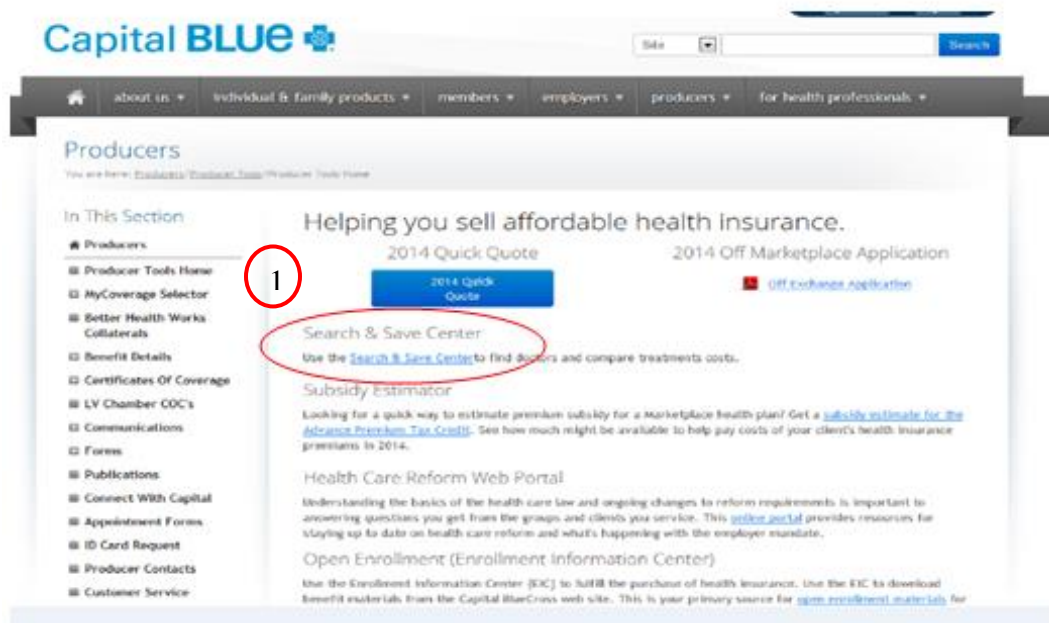 Capital BLUE
Site
Search
about us
individual & family products
members
employers
producers
for health professionals
Producers
You are here: Producers/Producer Tools/Producer Tools Home
In This Section
Producers
Producer Tools Home
MyCoverage Selector
Better Health Works
Collaterals
Benefit Details
Certificates Of Coverage
LV Chamber COC's
Communications
Forms
Publications
Connect With Capital
Appointment Forms
ID Card Request
Producer Contacts
Customer Service
1
Helping you sell affordable health insurance.
2014 Quick Quote
2014 Quick
Quote
2014 Off Marketplace Application
Off Exchange Application
Search & Save Center
Use the Search & Save Center to find doctors and compare treatments costs.
Subsidy Estimator
Looking for a quick way to estimate premium subsidy for a Marketplace health plan? Get a subsidy estimate for the
Advance Premium Tax Credit. See how much might be available to help pay costs of your client's health insurance
premiums in 2014.
Health Care Reform Web Portal
Understanding the basics of the health care law and ongoing changes to reform requirements is important to
answering questions you get from the groups and clients you service. This online portal provides resources for
staying up to date on health care reform and what's happening with the employer mandate.
Open Enrollment (Enrollment Information Center)
Use the Enrollment Information Center (EIC) to fulfill the purchase of health insurance. Use the EIC to download
benefit materials from the Capital BlueCross web site. This is your primary source for open enrollment materials for